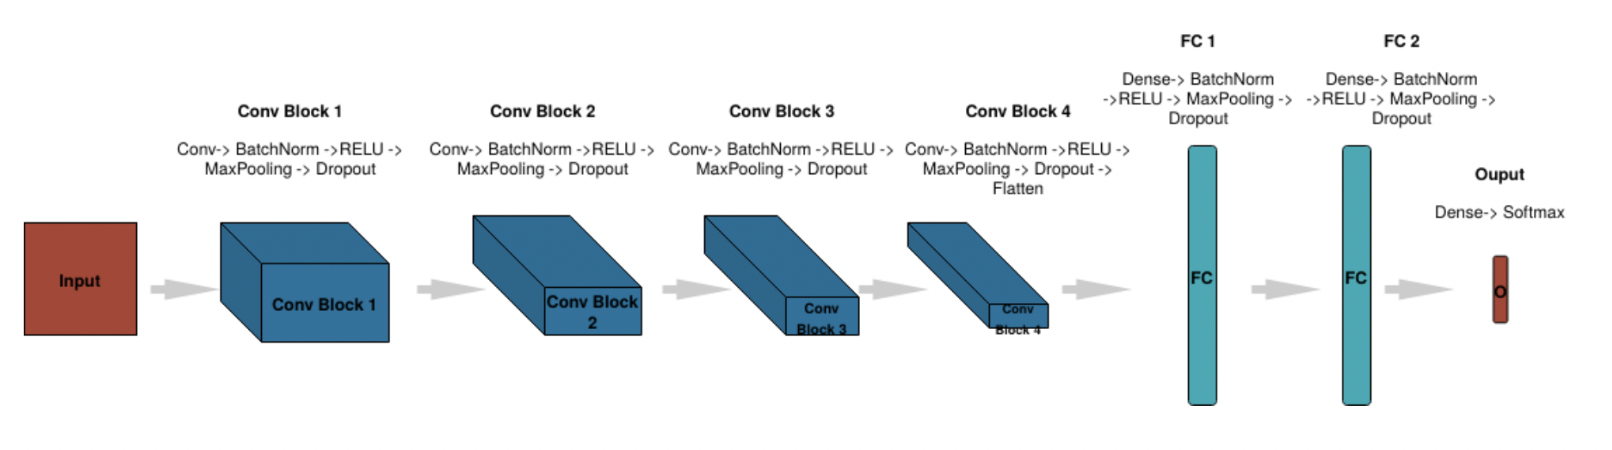 Input
Conv Block 1
Conv-> BatchNorm ->RELU ->
MaxPooling -> Dropout
Conv Block 1
Conv Block 2
Conv-> BatchNorm ->RELU ->
MaxPooling -> Dropout
Conv Block
2
Conv Block 3
Conv-> BatchNorm ->RELU ->
MaxPooling -> Dropout
Conv
Block 3
Conv Block 4
Conv-> BatchNorm ->RELU ->
MaxPooling -> Dropout ->
Flatten
Conv
Block 4
FC 1
Dense-> BatchNorm
->RELU -> MaxPooling ->
Dropout
FC
FC 2
Dense-> BatchNorm
->RELU -> MaxPooling ->
Dropout
FC
Ouput
Dense-> Softmax
O